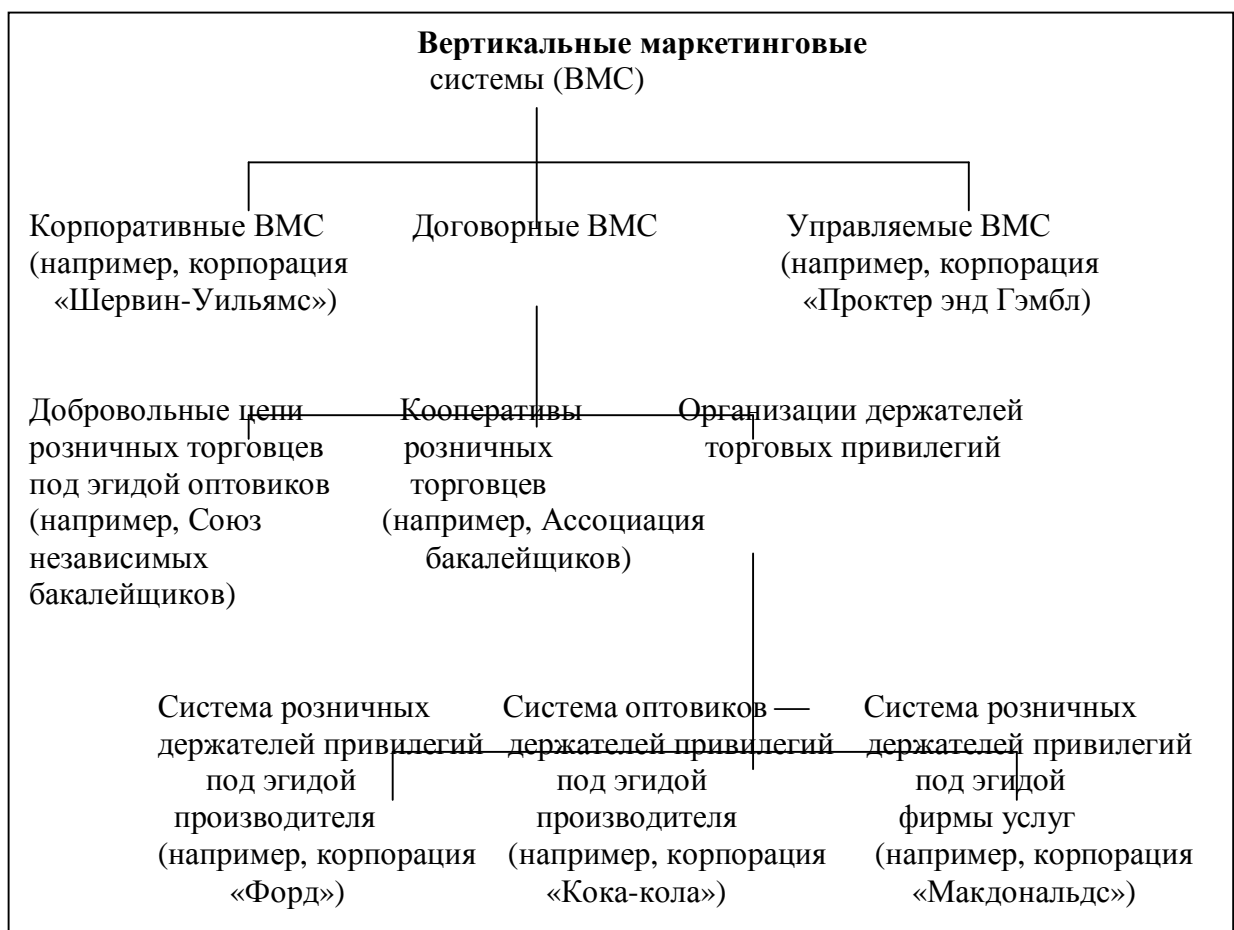 Вертикальные маркетинговые
системы (ВМС)
Корпоративные ВМС
(например, корпорация
«Шервин-Уильямс»)
Договорные ВМС
Управляемые ВМС
(например, корпорация
«Проктер энд Гэмбл)
Добровольные цепи
розничных торговцев
под эгидой оптовиков
(например, Союз
независимых
бакалейщиков)
Кооперативы
розничных
торговцев
(например, Ассоциация
бакалейщиков)
Организации держателей
торговых привилегий
Система розничных
держателей привилегий
под эгидой
производителя
(например, корпорация
«Форд»)
Система оптовиков —
держателей привилегий
под эгидой
производителя
(например, корпорация
«Кока-кола»)
Система розничных
держателей привилегий
под эгидой
фирмы услуг
(например, корпорация
«Макдональдс»)